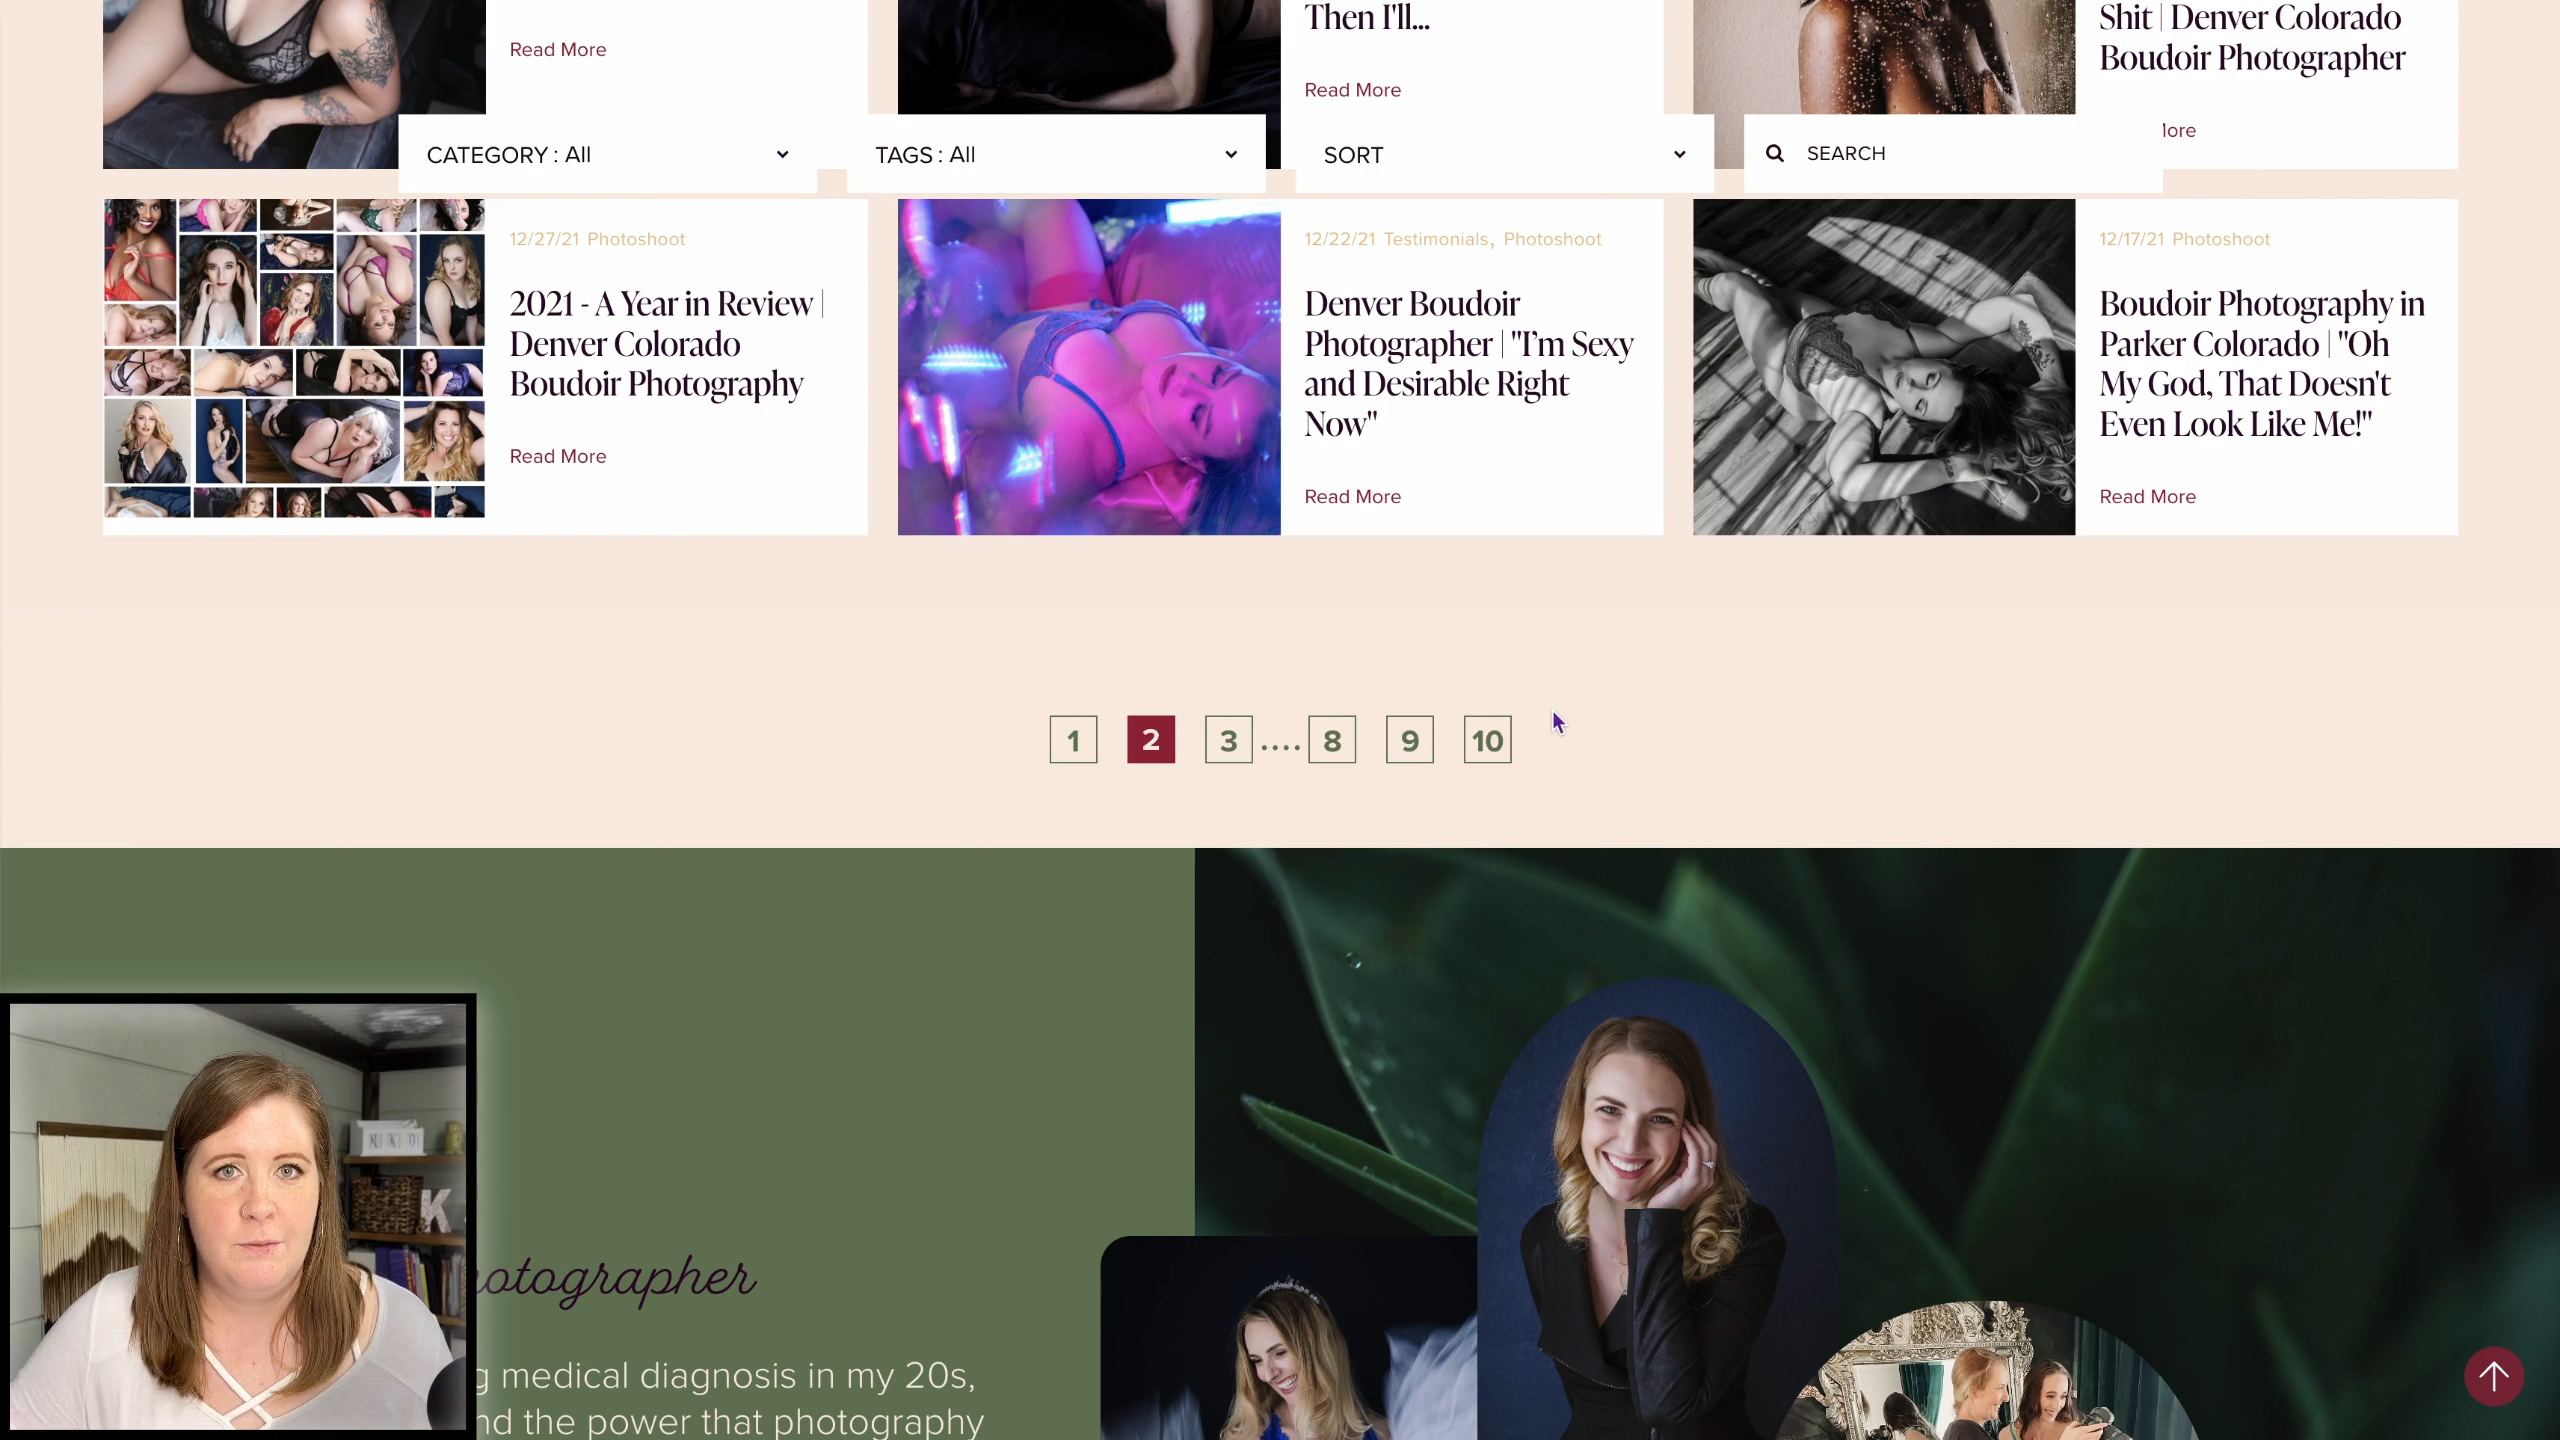 Read More
Then I'll...
Read More
Shit | Denver Colorado
Boudoir Photographer
CATEGORY : All
TAGS : All
SORT
SEARCH
12/27/21 Photoshoot
2021 - A Year in Review |
Denver Colorado
Boudoir Photography
Read More
12/22/21 Testimonials, Photoshoot
Denver Boudoir
Photographer | "I'm Sexy
and Desirable Right
Now"
Read More
12/17/21 Photoshoot
Boudoir Photography in
Parker Colorado | "Oh
My God, That Doesn't
Even Look Like Me!"
Read More
1 2 3 .... 8 9 10
otographer
g medical diagnosis in my 20s,
nd the power that photography
K